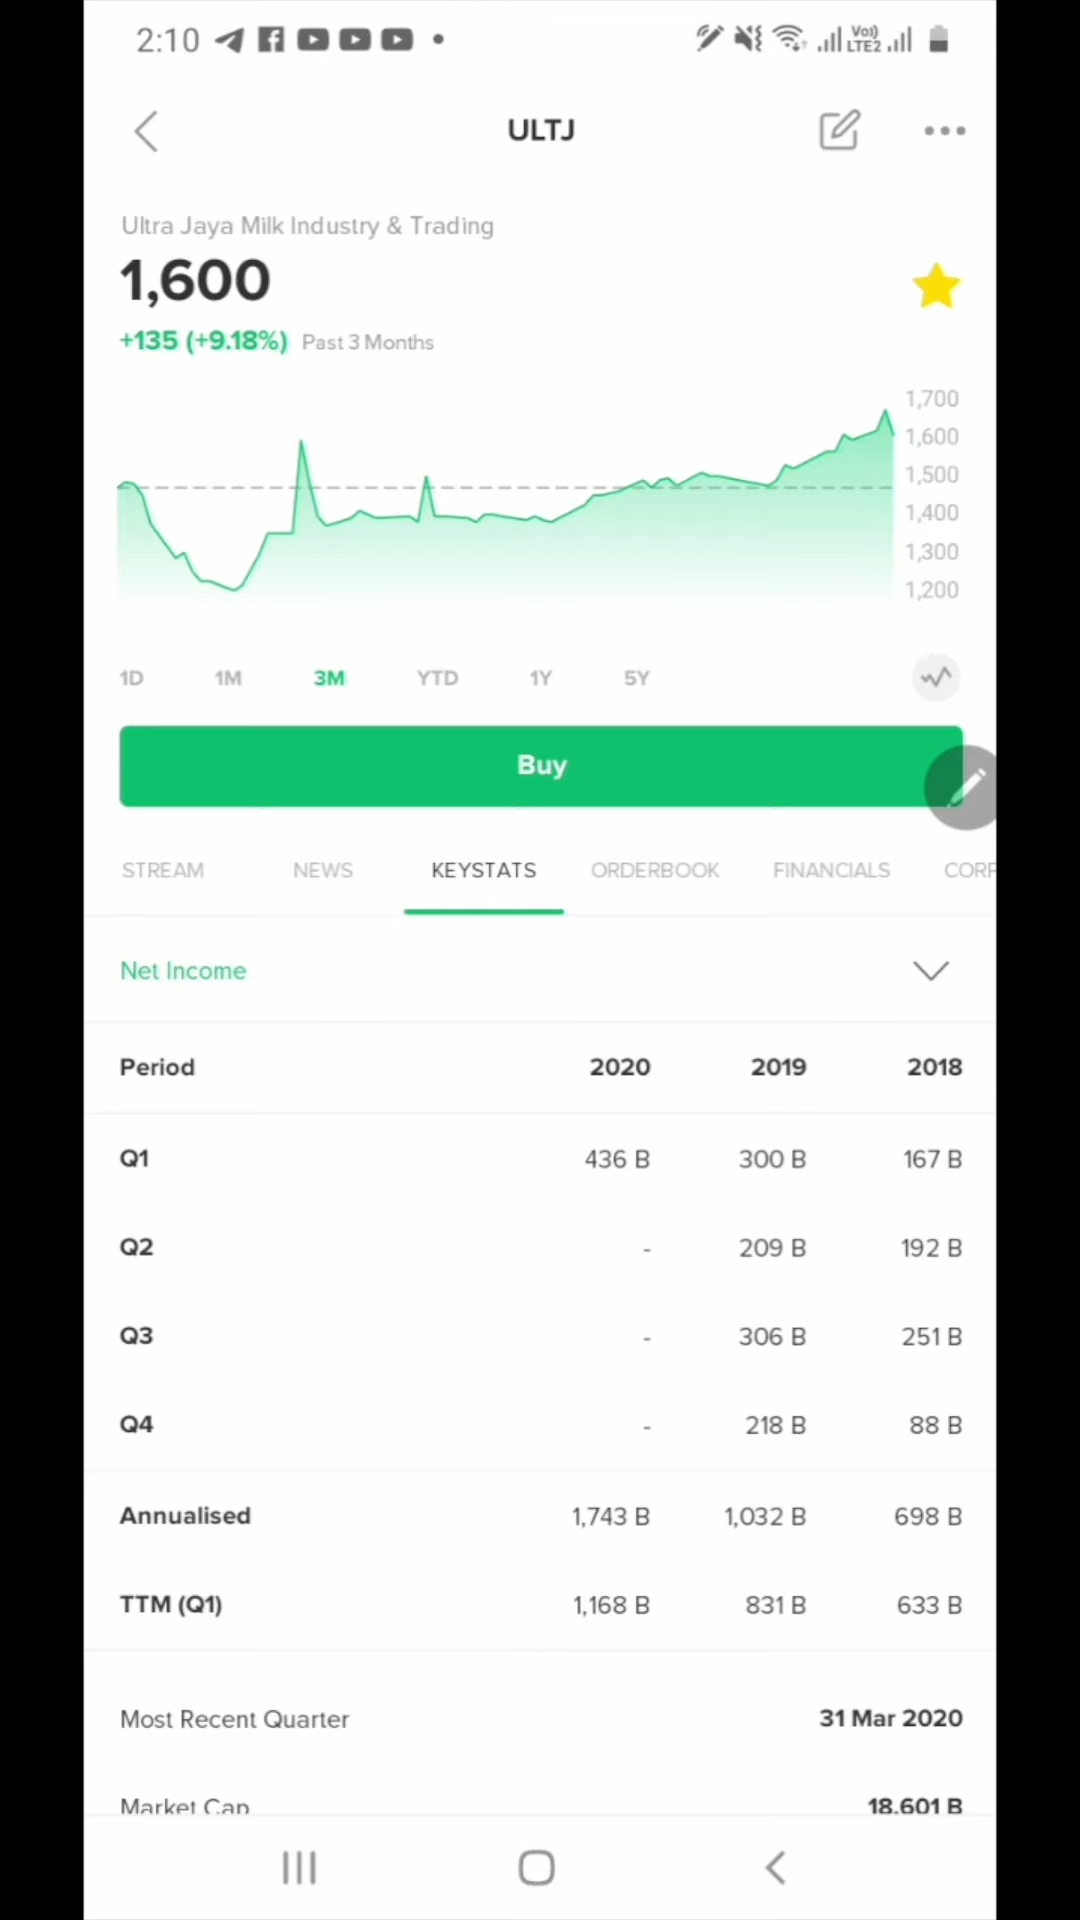 2:10
Vo))
LTE2
ULTJ
Ultra Jaya Milk Industry & Trading
1,600
+135 (+9.18%) Past 3 Months
1,700
1,600
1,500
1,400
1,300
1,200
1D 1M 3M YTD 1Y 5Y
Buy
STREAM NEWS KEYSTATS ORDERBOOK FINANCIALS CORP
Net Income
Period 2020 2019 2018
Q1 436 B 300 B 167 B
Q2 - 209 B 192 B
Q3 - 306 B 251 B
Q4 - 218 B 88 B
Annualised 1,743 B 1,032 B 698 B
TTM (Q1) 1,168 B 831 B 633 B
Most Recent Quarter 31 Mar 2020
Market Cap 18,601 B